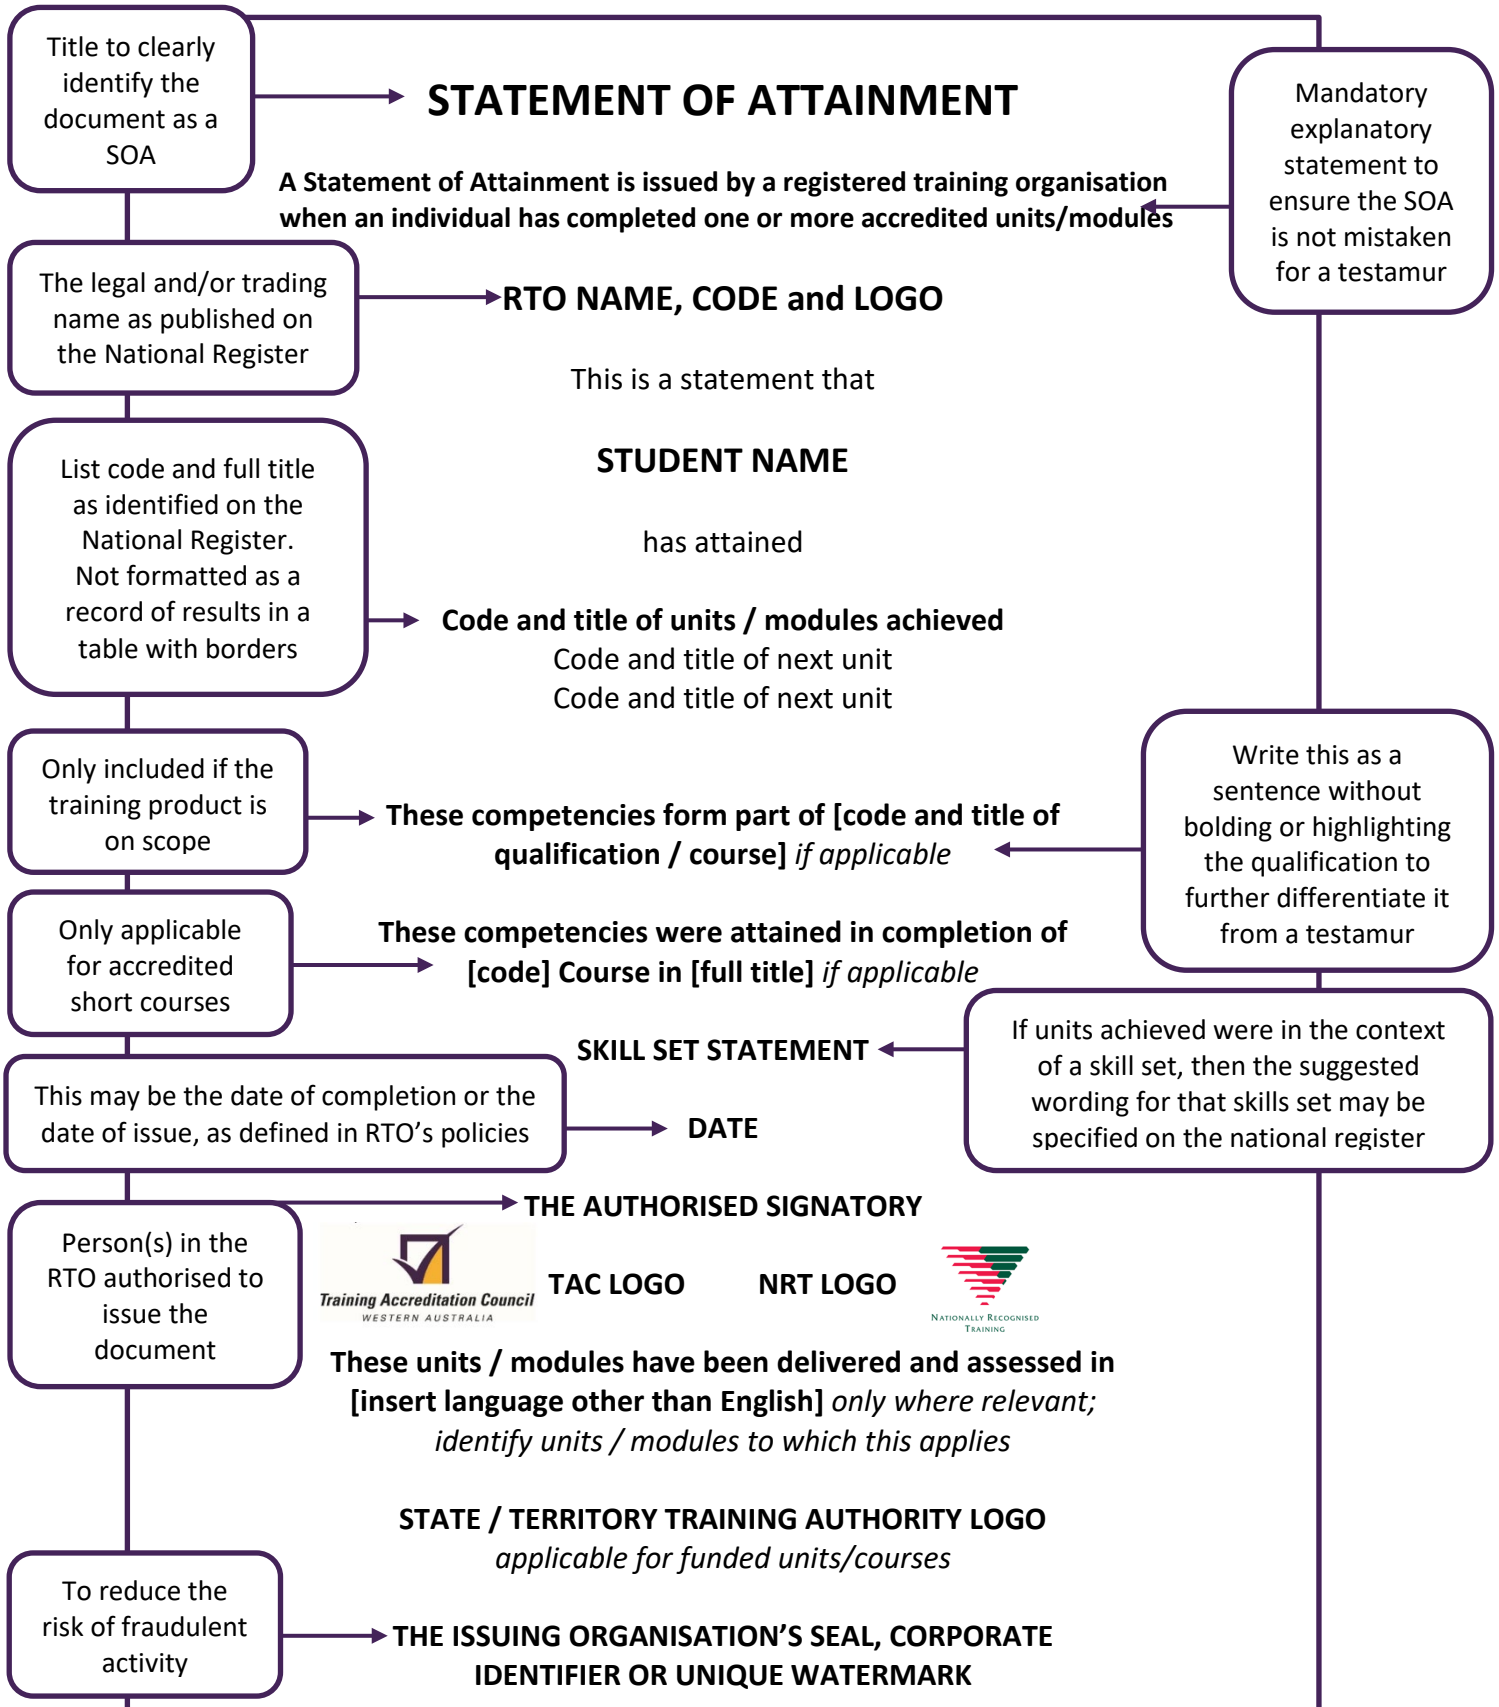 Title to clearly
identify the
document as a
SOA
STATEMENT OF ATTAINMENT
Mandatory
explanatory
statement to
ensure the SOA
is not mistaken
for a testamur
A Statement of Attainment is issued by a registered training organisation
when an individual has completed one or more accredited units/modules
The legal and/or trading
name as published on
the National Register
RTO NAME, CODE and LOGO
This is a statement that
STUDENT NAME
List code and full title
as identified on the
National Register.
Not formatted as a
record of results in a
table with borders
has attained
Code and title of units / modules achieved
Code and title of next unit
Code and title of next unit
Only included if the
training product is
on scope
These competencies form part of [code and title of
qualification / course] if applicable
Write this as a
sentence without
bolding or highlighting
the qualification to
further differentiate it
from a testamur
Only applicable
for accredited
short courses
These competencies were attained in completion of
[code] Course in [full title] if applicable
SKILL SET STATEMENT
If units achieved were in the context
of a skill set, then the suggested
wording for that skills set may be
specified on the national register
This may be the date of completion or the
date of issue, as defined in RTO’s policies
DATE
THE AUTHORISED SIGNATORY
Person(s) in the
RTO authorised to
issue the
document
Training Accreditation Council
WESTERN AUSTRALIA
TAC LOGO
NRT LOGO
NATIONALLY RECOGNISED
TRAINING
These units / modules have been delivered and assessed in
[insert language other than English] only where relevant;
identify units / modules to which this applies
STATE / TERRITORY TRAINING AUTHORITY LOGO
applicable for funded units/courses
To reduce the
risk of fraudulent
activity
THE ISSUING ORGANISATION’S SEAL, CORPORATE
IDENTIFIER OR UNIQUE WATERMARK